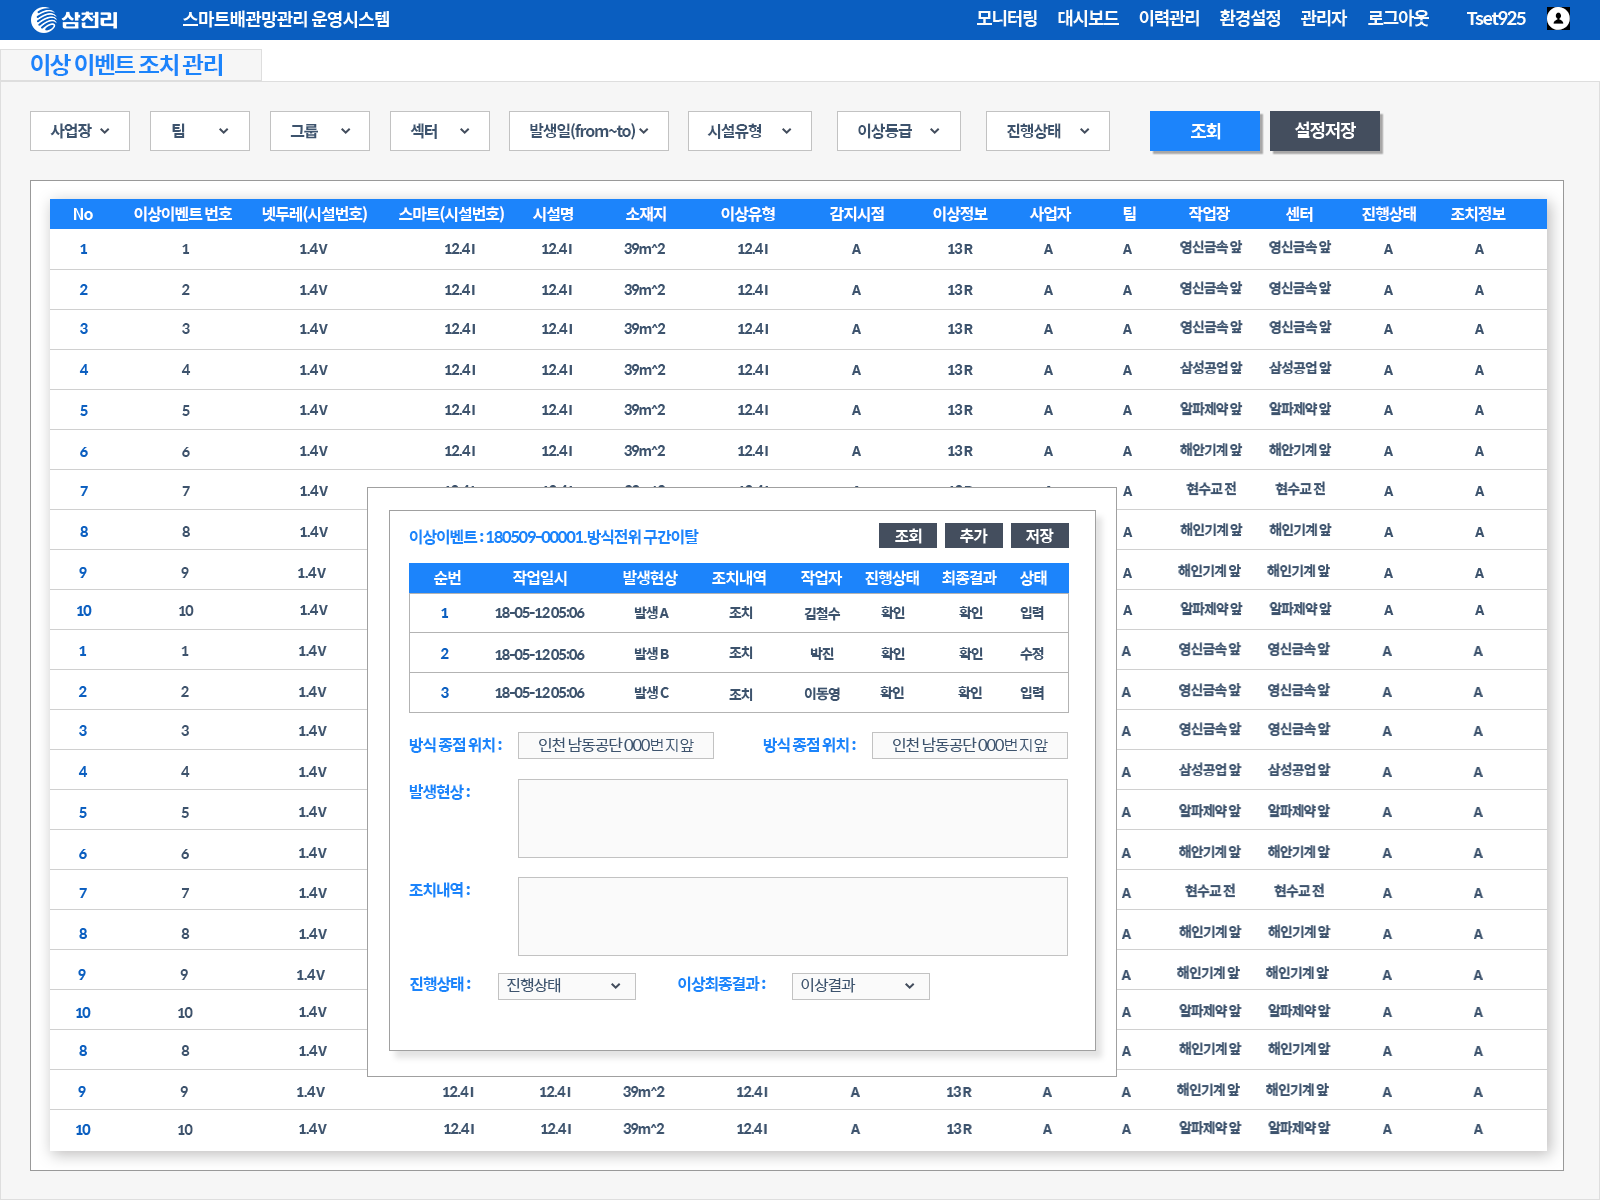 삼천리 스마트배관망관리 운영시스템 모니터링 대시보드 이력관리 환경설정 관리자 로그아웃 Tset925
이상 이벤트 조치 관리
사업장 팀 그룹 섹터 발생일(from~to) 시설유형 이상등급 진행상태 조회 설정저장
No 이상이벤트 번호 넷두레(시설번호) 스마트(시설번호) 시설명 소재지 이상유형 감지시점 이상정보 사업자 팀 작업장 센터 진행상태 조치정보
1 1 1.4V 12.4I 12.4I 39m^2 12.4I A 13R A A 영신금속 앞 영신금속 앞 A A
2 2 1.4V 12.4I 12.4I 39m^2 12.4I A 13R A A 영신금속 앞 영신금속 앞 A A
3 3 1.4V 12.4I 12.4I 39m^2 12.4I A 13R A A 영신금속 앞 영신금속 앞 A A
4 4 1.4V 12.4I 12.4I 39m^2 12.4I A 13R A A 삼성공업 앞 삼성공업 앞 A A
5 5 1.4V 12.4I 12.4I 39m^2 12.4I A 13R A A 알파제약 앞 알파제약 앞 A A
6 6 1.4V 12.4I 12.4I 39m^2 12.4I A 13R A A 해안기계 앞 해안기계 앞 A A
7 7 1.4V A 현수교 전 현수교 전 A A
8 8 1.4V A 해인기계 앞 해인기계 앞 A A
9 9 1.4V A 해인기계 앞 해인기계 앞 A A
10 10 1.4V A 알파제약 앞 알파제약 앞 A A
1 1 1.4V A 영신금속 앞 영신금속 앞 A A
2 2 1.4V A 영신금속 앞 영신금속 앞 A A
3 3 1.4V A 영신금속 앞 영신금속 앞 A A
4 4 1.4V A 삼성공업 앞 삼성공업 앞 A A
5 5 1.4V A 알파제약 앞 알파제약 앞 A A
6 6 1.4V A 해안기계 앞 해안기계 앞 A A
7 7 1.4V A 현수교 전 현수교 전 A A
8 8 1.4V A 해인기계 앞 해인기계 앞 A A
9 9 1.4V A 해인기계 앞 해인기계 앞 A A
10 10 1.4V A 알파제약 앞 알파제약 앞 A A
8 8 1.4V A 해인기계 앞 해인기계 앞 A A
9 9 1.4V 12.4I 12.4I 39m^2 12.4I A 13R A A 해인기계 앞 해인기계 앞 A A
10 10 1.4V 12.4I 12.4I 39m^2 12.4I A 13R A A 알파제약 앞 알파제약 앞 A A
이상이벤트 : 180509-00001.방식전위 구간이탈 조회 추가 저장
순번 작업일시 발생현상 조치내역 작업자 진행상태 최종결과 상태
1 18-05-12 05:06 발생 A 조치 김철수 확인 확인 입력
2 18-05-12 05:06 발생 B 조치 박진 확인 확인 수정
3 18-05-12 05:06 발생 C 조치 이동영 확인 확인 입력
방식 종점 위치 : 인천 남동공단 000번지 앞 방식 종점 위치 : 인천 남동공단 000번지 앞
발생현상 :
조치내역 :
진행상태 : 진행상태 이상최종결과 : 이상결과